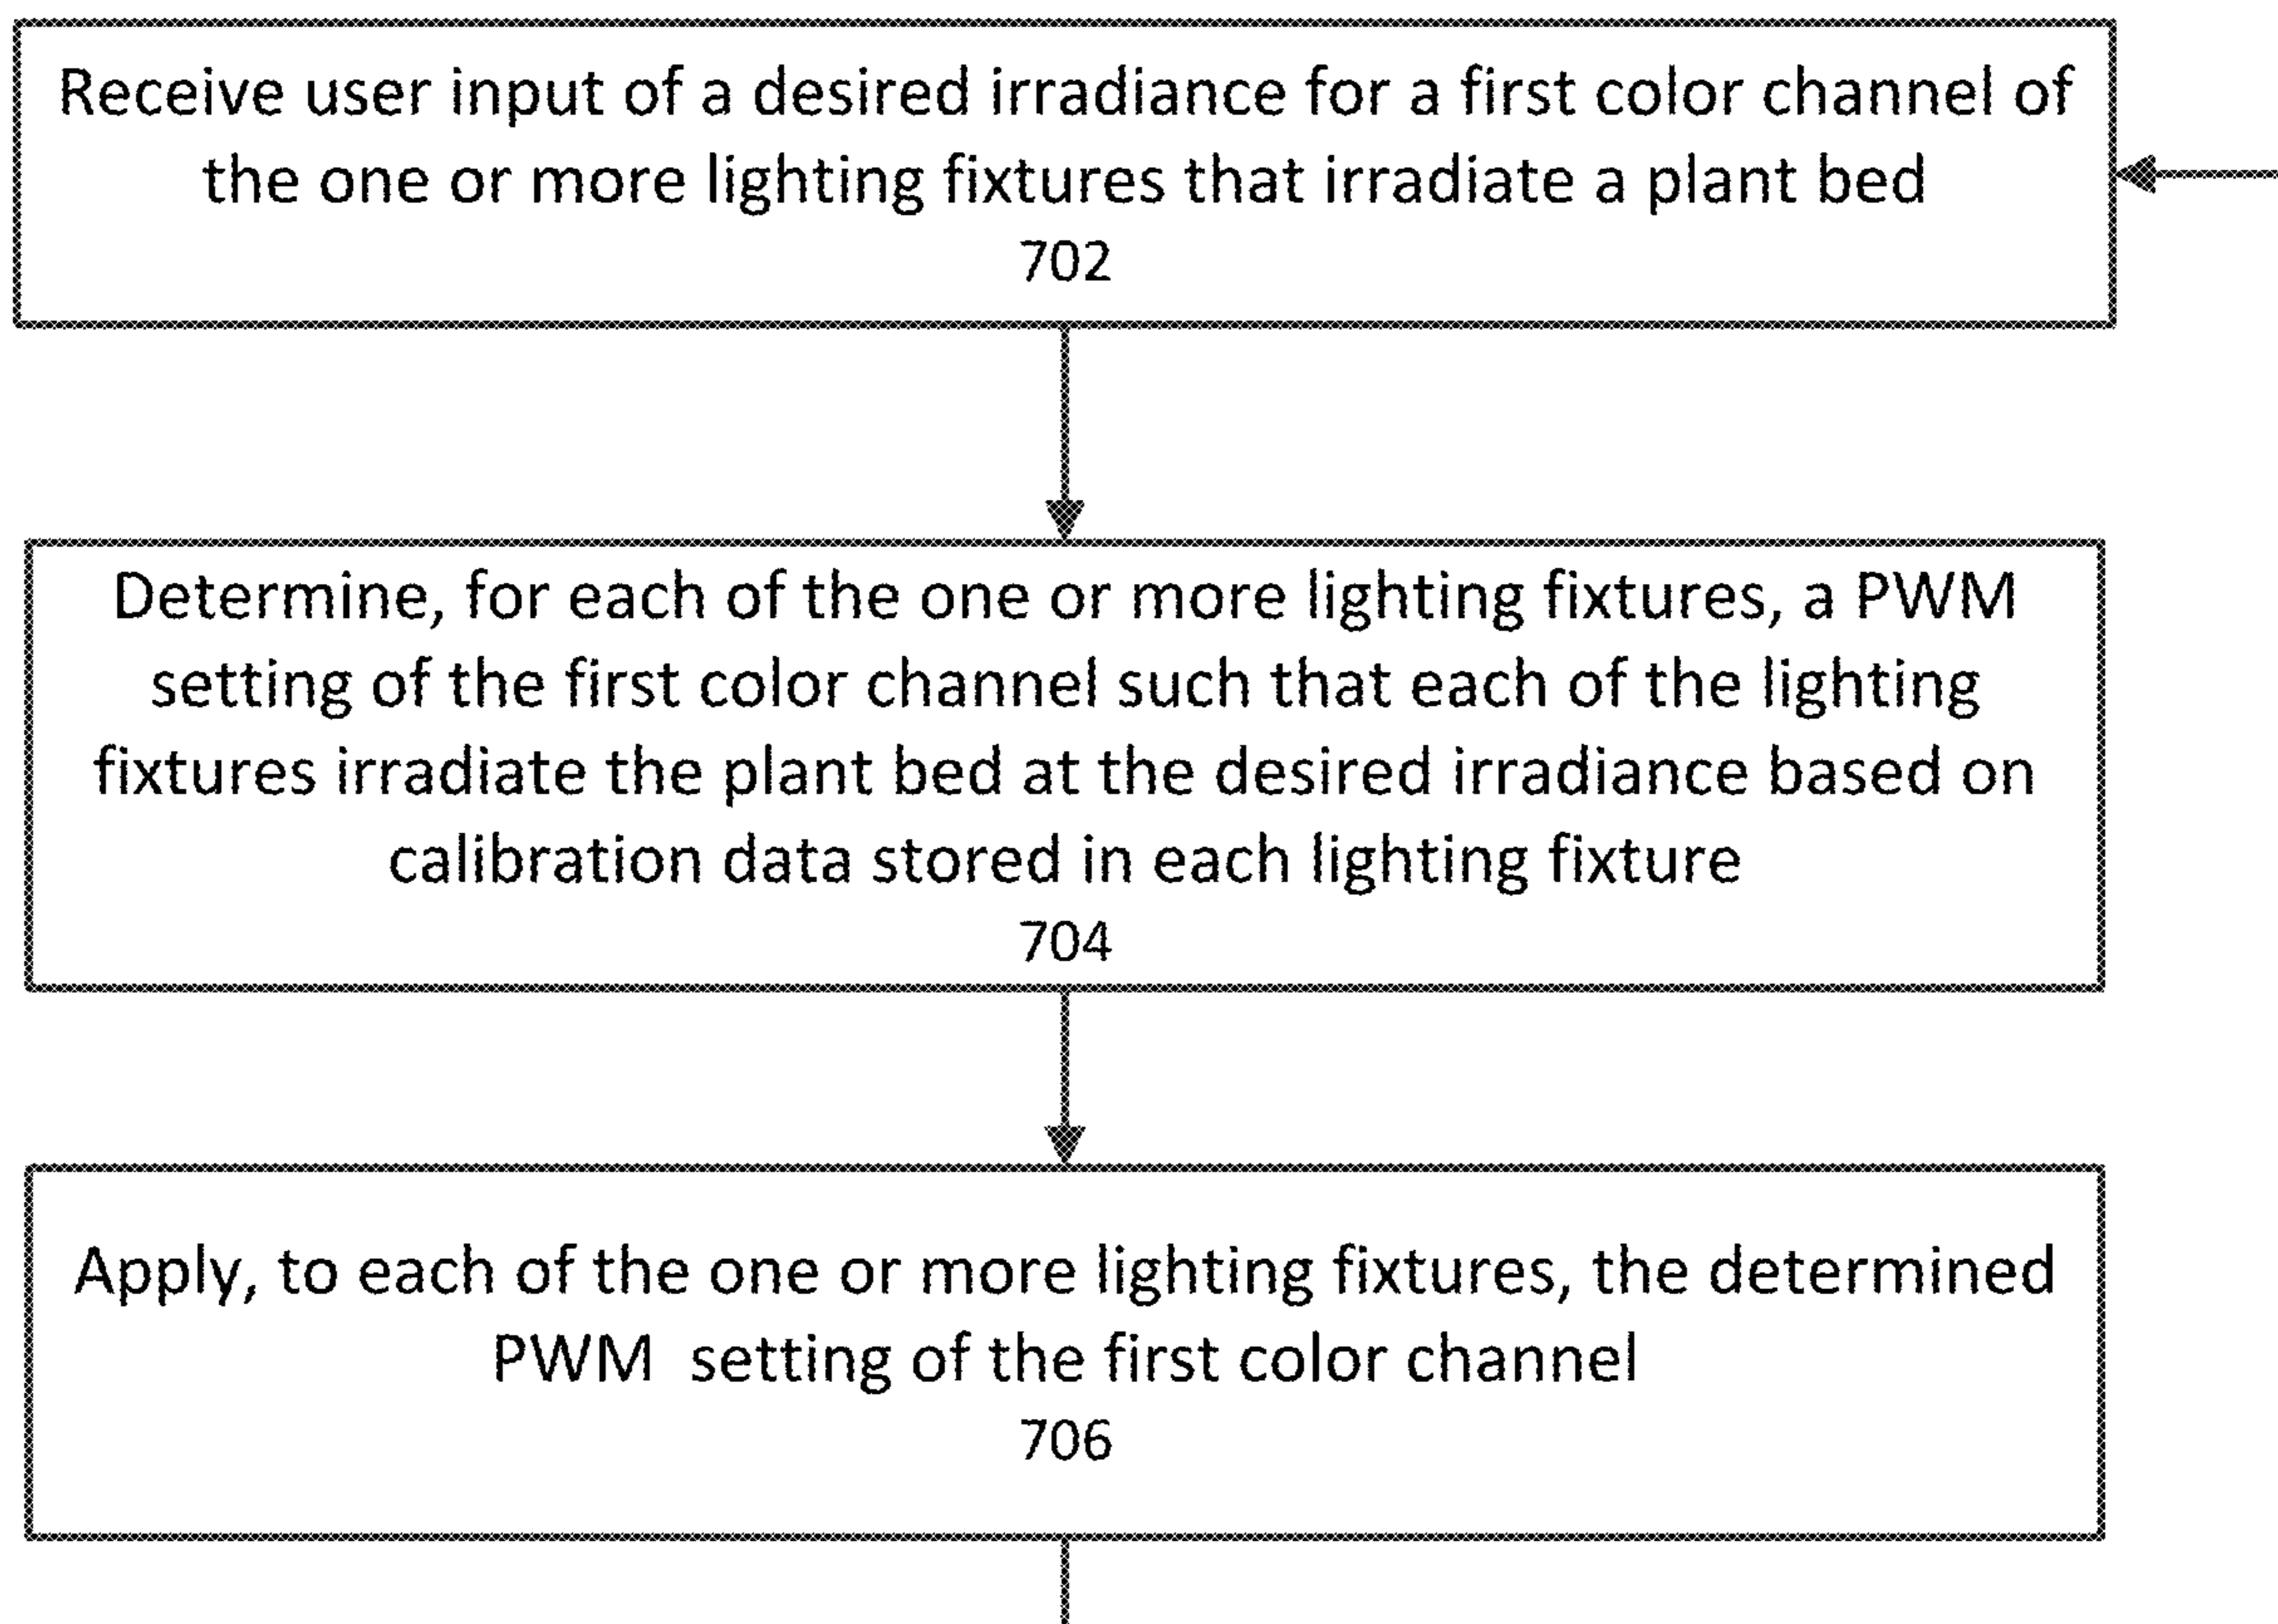 Receive user input of a desired irradiance for a first color channel of
the one or more lighting fixtures that irradiate a plant bed
702
Determine, for each of the one or more lighting fixtures, a PWM
setting of the first color channel such that each of the lighting
fixtures irradiate the plant bed at the desired irradiance based on
calibration data stored in each lighting fixture
704
Apply, to each of the one or more lighting fixtures, the determined
PWM  setting of the first color channel
706